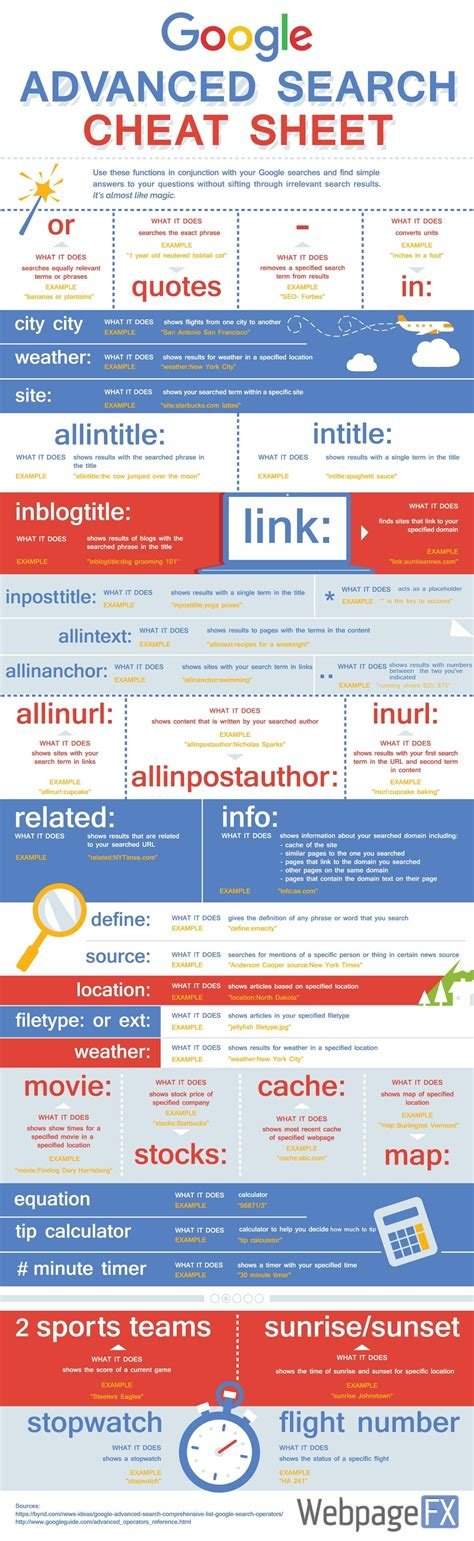 Google
ADVANCED SEARCH
CHEAT SHEET
Use these functions in conjunction with your Google searches and find simple
answers to your questions without sifting through irrelevant search results.
It's almost like magic.
or
WHAT IT DOES
searches equally relevant
terms or phrases
EXAMPLE
"bananas or plantains"
WHAT IT DOES
searches the exact phrase
EXAMPLE
"1 year old neutered bobtail cat"
quotes
-
WHAT IT DOES
removes a specified search
term from results
EXAMPLE
"SEO- Forbes"
WHAT IT DOES
converts units
EXAMPLE
"inches in a foot"
in:
city city
WHAT IT DOES shows flights from one city to another
EXAMPLE "San Antonio San Francisco"
weather:
WHAT IT DOES shows results for weather in a specified location
EXAMPLE "weather:New York City"
site:
WHAT IT DOES shows your searched term within a specific site
EXAMPLE "site:starbucks.com lattes"
allintitle:
WHAT IT DOES shows results with the searched phrase in
the title
EXAMPLE "allintitle:the cow jumped over the moon"
intitle:
WHAT IT DOES shows results with a single term in the title
EXAMPLE "intitle:spaghetti sauce"
inblogtitle:
WHAT IT DOES shows results of blogs with the
searched phrase in the title
EXAMPLE "inblogtitle:dog grooming 101"
link:
WHAT IT DOES
finds sites that link to your
specified domain
EXAMPLE
"link:auntieannes.com"
inposttitle:
WHAT IT DOES shows results with a single term in the title
EXAMPLE "inposttitle:yoga poses"
*
WHAT IT DOES acts as a placeholder
EXAMPLE "* is the key to success"
allintext:
WHAT IT DOES shows results to pages with the terms in the content
EXAMPLE "allintext:recipes for a weeknight"
allinanchor:
WHAT IT DOES shows sites with your search term in links
EXAMPLE "allinanchor:swimming"
..
WHAT IT DOES shows results with numbers
between the two you've
indicated
EXAMPLE "running shoes $25..$75"
allinurl:
WHAT IT DOES
shows sites with your
search term in links
EXAMPLE
"allinurl:cupcake"
WHAT IT DOES
shows content that is written by your searched author
EXAMPLE
"allinpostauthor:Nicholas Sparks"
allinpostauthor:
inurl:
WHAT IT DOES
shows results with your first search
term in the URL and second term
in content
EXAMPLE
"inurl:cupcake baking"
related:
WHAT IT DOES shows results that are related
to your searched URL
EXAMPLE "related:NYTimes.com"
info:
WHAT IT DOES shows information about your searched domain including:
- cache of the site
- similar pages to the one you searched
- pages that link to the domain you searched
- other pages on the same domain
- pages that contain the domain text on their page
EXAMPLE "info:ae.com"
define:
WHAT IT DOES gives the definition of any phrase or word that you search
EXAMPLE "define:emacity"
source:
WHAT IT DOES searches for mentions of a specific person or thing in certain news source
EXAMPLE "Anderson Cooper source:New York Times"
location:
WHAT IT DOES shows articles based on specified location
EXAMPLE "location:North Dakota"
filetype: or ext:
WHAT IT DOES shows articles in your specified filetype
EXAMPLE "jellyfish filetype:jpg"
weather:
WHAT IT DOES shows results for weather in a specified location
EXAMPLE "weather:New York City"
movie:
WHAT IT DOES
shows show times for a
specified movie in a
specified location
EXAMPLE
"movie:Finding Dory Harrisburg"
WHAT IT DOES
shows stock price of
specified company
EXAMPLE
"stocks:Starbucks"
stocks:
cache:
WHAT IT DOES
shows most recent cache
of specified webpage
EXAMPLE
"cache:abc.com"
WHAT IT DOES
shows map of specified
location
EXAMPLE
"map:Burlington Vermont"
map:
equation
WHAT IT DOES calculator
EXAMPLE "56871/3"
tip calculator
WHAT IT DOES calculator to help you decide how much to tip
EXAMPLE "tip calculator"
# minute timer
WHAT IT DOES shows a timer with your specified time
EXAMPLE "30 minute timer"
2 sports teams
WHAT IT DOES
shows the score of a current game
EXAMPLE
"Steelers Eagles"
sunrise/sunset
WHAT IT DOES
shows the time of sunrise and sunset for specific location
EXAMPLE
"sunrise Johnstown"
stopwatch
WHAT IT DOES
shows a stopwatch
EXAMPLE
"stopwatch"
flight number
WHAT IT DOES
shows the status of a specific flight
EXAMPLE
"HA 241"
Sources:
https://bynd.com/news-ideas/google-advanced-search-comprehensive-list-google-search-operators/
http://www.googleguide.com/advanced_operators_reference.html
WebpageFX